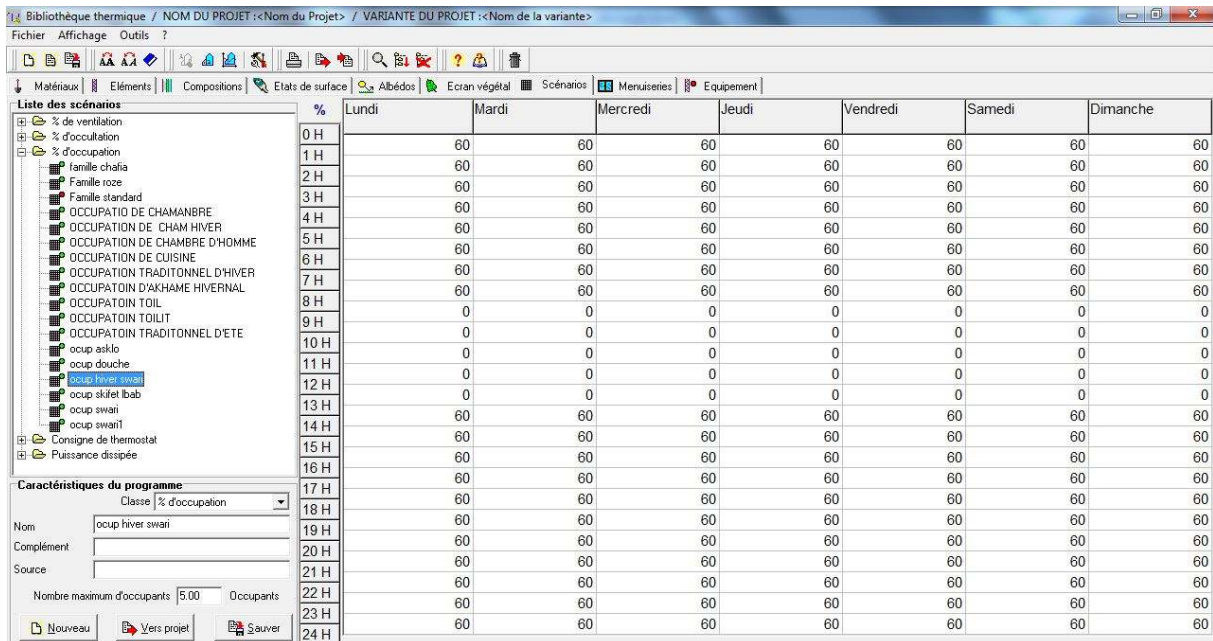 Bibliothèque thermique / NOM DU PROJET :<Nom du Projet> / VARIANTE DU PROJET :<Nom de la variante>
Fichier Affichage Outils ?
Matériaux Eléments Compositions Etats de surface Albédos Ecran végétal Scénarios Menuiseries Equipement
Liste des scénarios
% de ventilation
% d'occultation
% d'occupation
famille chafia
Famille roze
Famille standard
OCCUPATIO DE CHAMANBRE
OCCUPATION DE CHAM HIVER
OCCUPATION DE CHAMBRE D'HOMME
OCCUPATION DE CUISINE
OCCUPATION TRADITONNEL D'HIVER
OCCUPATOIN D'AKHAME HIVERNAL
OCCUPATOIN TOIL
OCCUPATOIN TOILIT
OCCUPATOIN TRADITONNEL D'ETE
ocup asklo
ocup douche
ocup hiver swari
ocup skifet lbab
ocup swari
ocup swari1
Consigne de thermostat
Puissance dissipée
Caractéristiques du programme
Classe % d'occupation
Nom ocup hiver swari
Complément
Source
Nombre maximum d'occupants 5.00 Occupants
Nouveau Vers projet Sauver
% Lundi Mardi Mercredi Jeudi Vendredi Samedi Dimanche
0 H
60 60 60 60 60 60 60
1 H
60 60 60 60 60 60 60
2 H
60 60 60 60 60 60 60
3 H
60 60 60 60 60 60 60
4 H
60 60 60 60 60 60 60
5 H
60 60 60 60 60 60 60
6 H
60 60 60 60 60 60 60
7 H
60 60 60 60 60 60 60
8 H
0 0 0 0 0 0 0
9 H
0 0 0 0 0 0 0
10 H
0 0 0 0 0 0 0
11 H
0 0 0 0 0 0 0
12 H
0 0 0 0 0 0 0
13 H
60 60 60 60 60 60 60
14 H
60 60 60 60 60 60 60
15 H
60 60 60 60 60 60 60
16 H
60 60 60 60 60 60 60
17 H
60 60 60 60 60 60 60
18 H
60 60 60 60 60 60 60
19 H
60 60 60 60 60 60 60
20 H
60 60 60 60 60 60 60
21 H
60 60 60 60 60 60 60
22 H
60 60 60 60 60 60 60
23 H
60 60 60 60 60 60 60
24 H